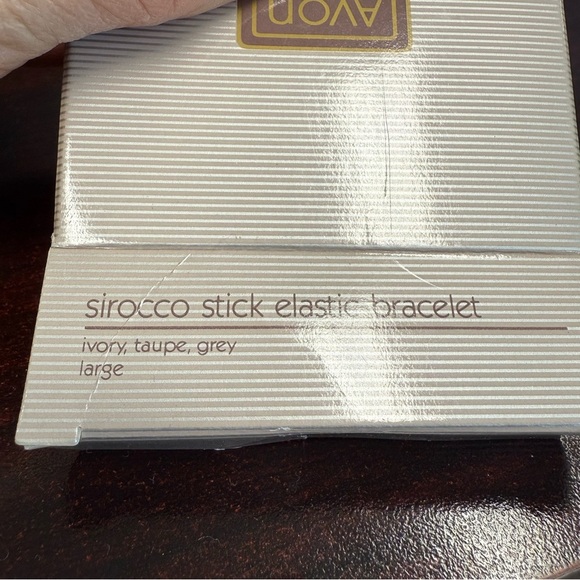 AVON
sirocco stick elastic bracelet
ivory, taupe, grey
large